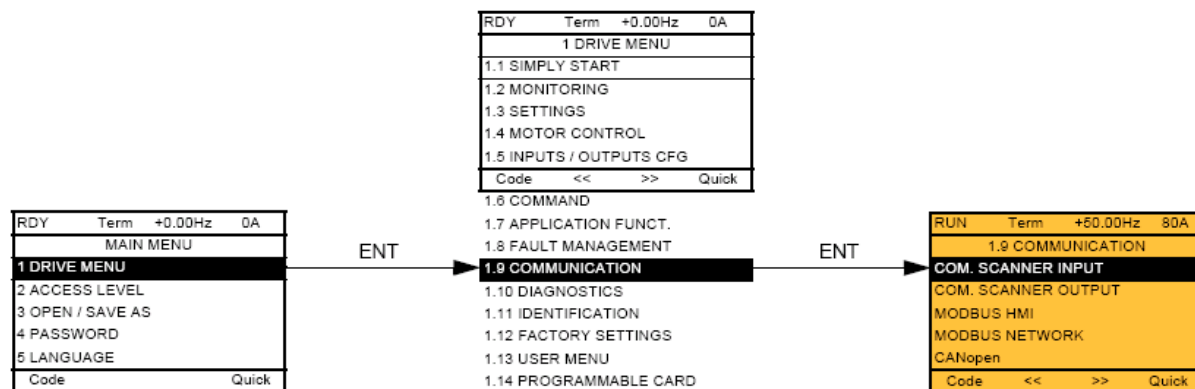 RDY Term +0.00Hz 0A
1 DRIVE MENU
1.1 SIMPLY START
1.2 MONITORING
1.3 SETTINGS
1.4 MOTOR CONTROL
1.5 INPUTS / OUTPUTS CFG
Code << >> Quick
1.6 COMMAND
1.7 APPLICATION FUNCT.
1.8 FAULT MANAGEMENT
1.9 COMMUNICATION
1.10 DIAGNOSTICS
1.11 IDENTIFICATION
1.12 FACTORY SETTINGS
1.13 USER MENU
1.14 PROGRAMMABLE CARD
RDY Term +0.00Hz 0A
MAIN MENU
1 DRIVE MENU
2 ACCESS LEVEL
3 OPEN / SAVE AS
4 PASSWORD
5 LANGUAGE
Code Quick
ENT
ENT
RUN Term +50.00Hz 80A
1.9 COMMUNICATION
COM. SCANNER INPUT
COM. SCANNER OUTPUT
MODBUS HMI
MODBUS NETWORK
CANopen
Code << >> Quick